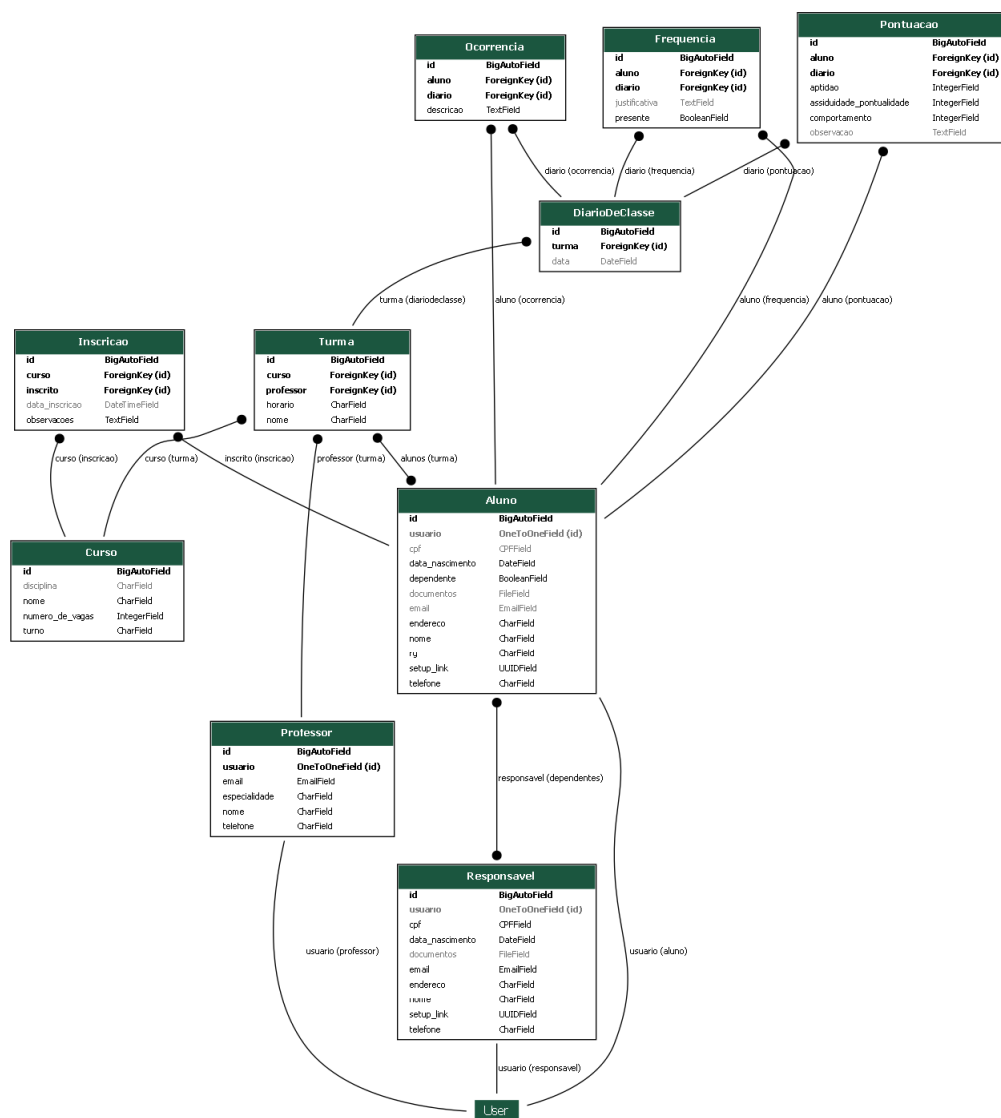 Ocorrencia
id BigAutoField
aluno ForeignKey (id)
diario ForeignKey (id)
descricao TextField
Frequencia
id BigAutoField
aluno ForeignKey (id)
diario ForeignKey (id)
justificativa TextField
presente BooleanField
Pontuacao
id BigAutoField
aluno ForeignKey (id)
diario ForeignKey (id)
aptidao IntegerField
assiduidade_pontualidade IntegerField
comportamento IntegerField
observacao TextField
diario (ocorrencia)
diario (frequencia)
diario (pontuacao)
DiarioDeClasse
id BigAutoField
turma ForeignKey (id)
data DateField
turma (diariodeclasse)
aluno (ocorrencia)
aluno (frequencia)
aluno (pontuacao)
Inscricao
id BigAutoField
curso ForeignKey (id)
inscrito ForeignKey (id)
data_inscricao DateTimeField
observacoes TextField
Turma
id BigAutoField
curso ForeignKey (id)
professor ForeignKey (id)
horario CharField
nome CharField
curso (inscricao)
curso (turma)
inscrito (inscricao)
professor (turma)
alunos (turma)
Curso
id BigAutoField
disciplina CharField
nome CharField
numero_de_vagas IntegerField
turno CharField
Aluno
id BigAutoField
usuario OneToOneField (id)
cpf CPFField
data_nascimento DateField
dependente BooleanField
documentos FileField
email EmailField
endereco CharField
nome CharField
rg CharField
setup_link UUIDField
telefone CharField
Professor
id BigAutoField
usuario OneToOneField (id)
email EmailField
especialidade CharField
nome CharField
telefone CharField
responsavel (dependentes)
Responsavel
id BigAutoField
usuario OneToOneField (id)
cpf CPFField
data_nascimento DateField
documentos FileField
email EmailField
endereco CharField
nome CharField
setup_link UUIDField
telefone CharField
usuario (professor)
usuario (aluno)
usuario (responsavel)
User